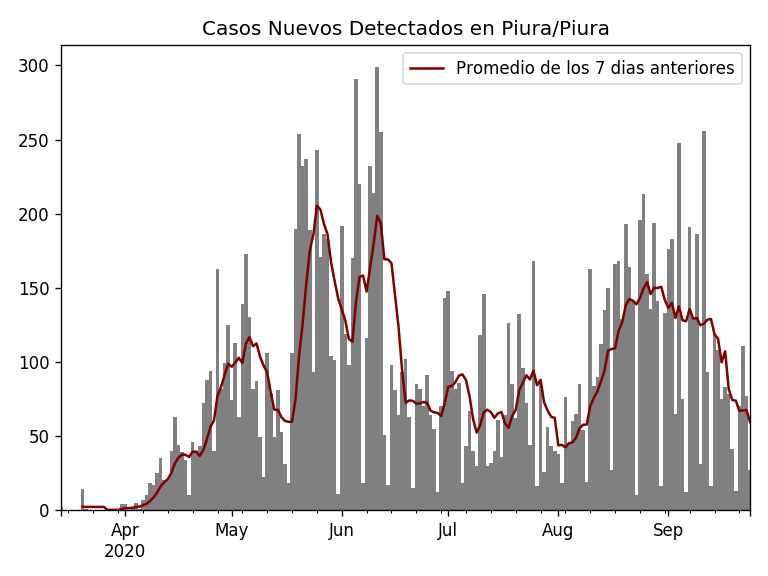 Casos Nuevos Detectados en Piura/Piura
Promedio de los 7 dias anteriores
300
250
200
150
100
50
0
Apr
2020
May
Jun
Jul
Aug
Sep